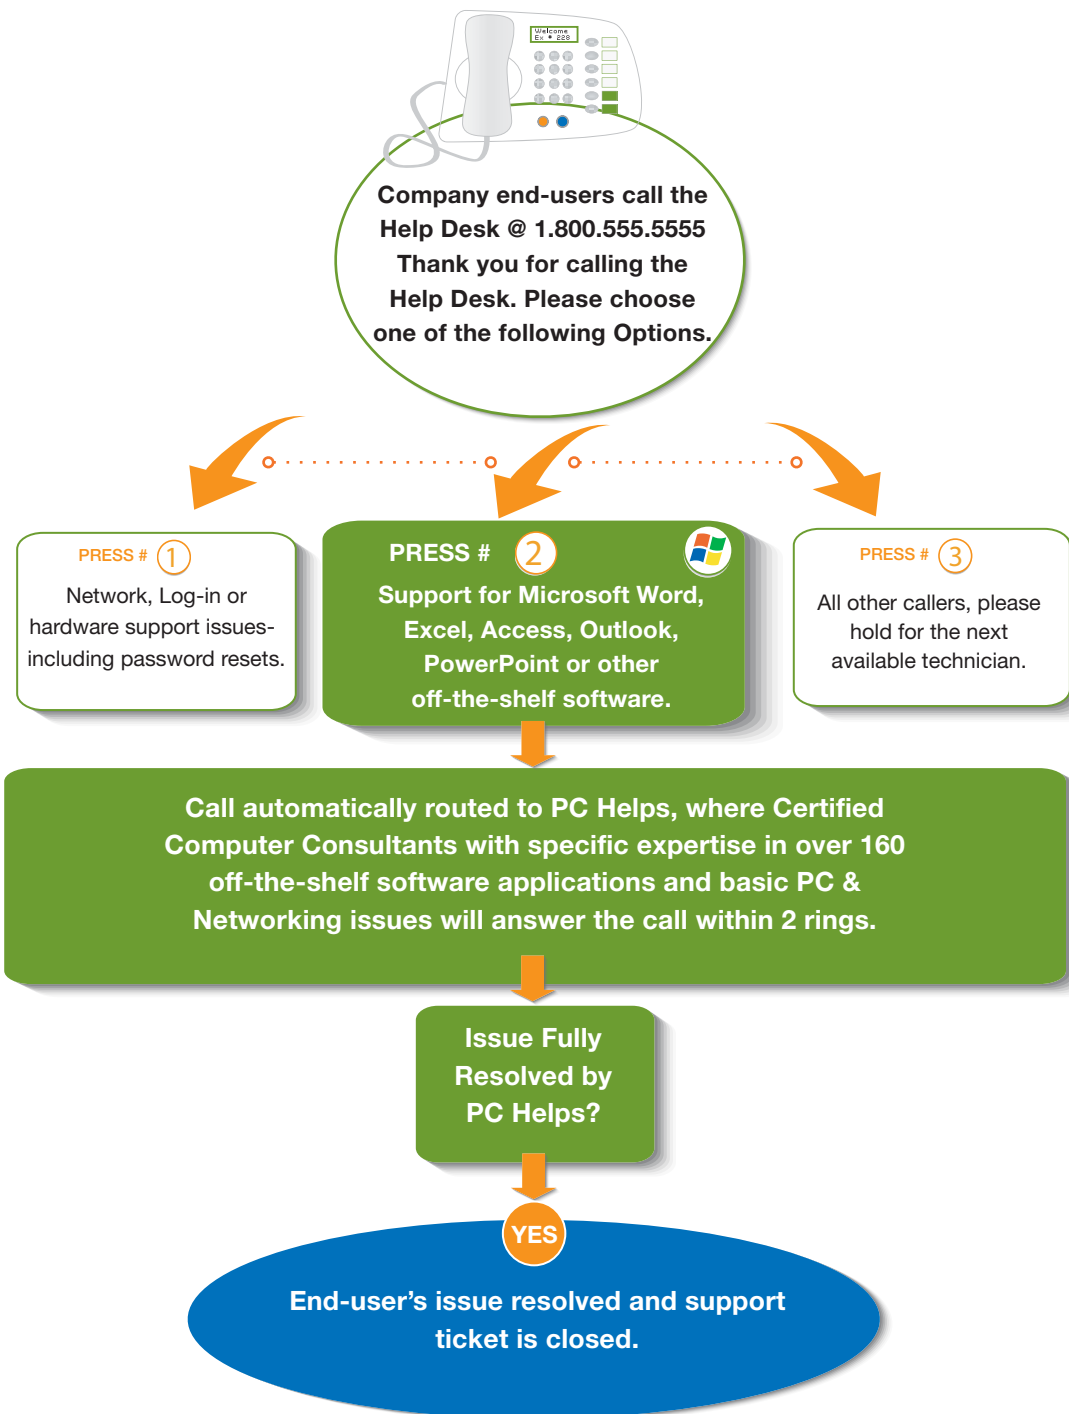 Welcome
Ex * 228
Company end-users call the
Help Desk @ 1.800.555.5555
Thank you for calling the
Help Desk. Please choose
one of the following Options.
PRESS # 1
Network, Log-in or
hardware support issues-
including password resets.
PRESS # 2
Support for Microsoft Word,
Excel, Access, Outlook,
PowerPoint or other
off-the-shelf software.
PRESS # 3
All other callers, please
hold for the next
available technician.
Call automatically routed to PC Helps, where Certified
Computer Consultants with specific expertise in over 160
off-the-shelf software applications and basic PC &
Networking issues will answer the call within 2 rings.
Issue Fully
Resolved by
PC Helps?
YES
End-user’s issue resolved and support
ticket is closed.